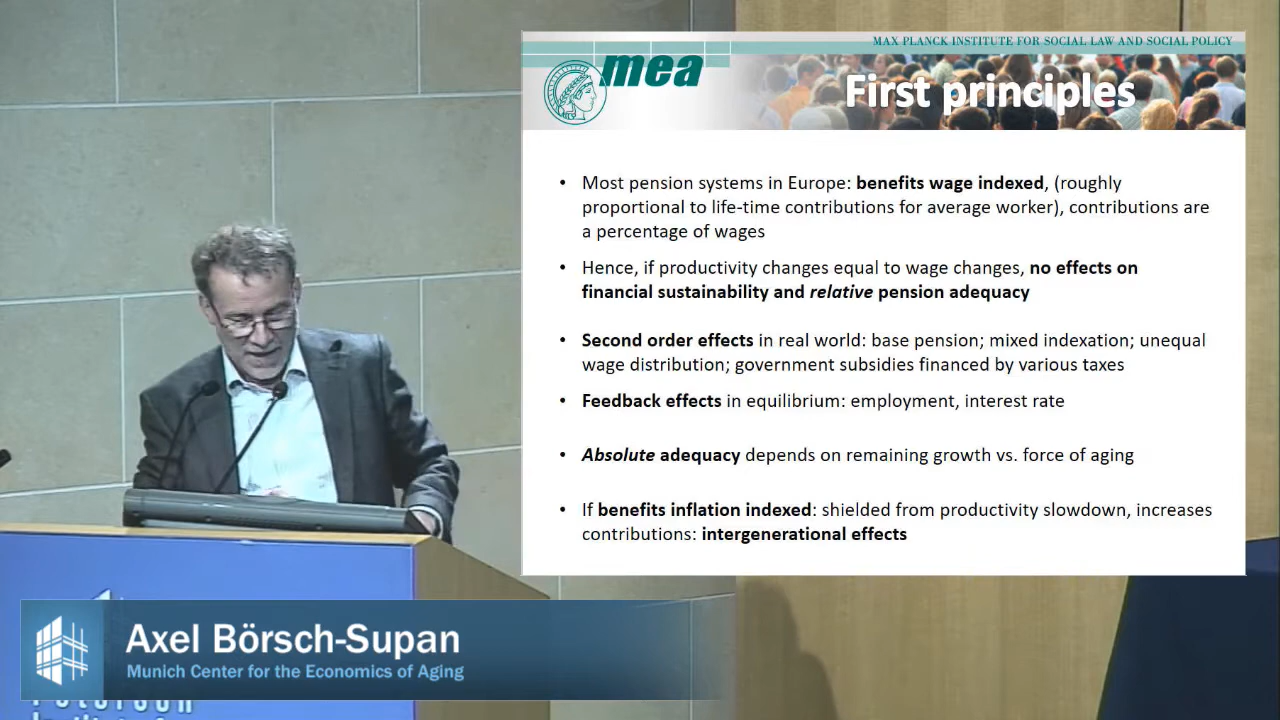 MAX PLANCK INSTITUTE FOR SOCIAL LAW AND SOCIAL POLICY
mea
First principles
• Most pension systems in Europe: benefits wage indexed, (roughly
proportional to life-time contributions for average worker), contributions are
a percentage of wages
• Hence, if productivity changes equal to wage changes, no effects on
financial sustainability and relative pension adequacy
• Second order effects in real world: base pension; mixed indexation; unequal
wage distribution; government subsidies financed by various taxes
• Feedback effects in equilibrium: employment, interest rate
• Absolute adequacy depends on remaining growth vs. force of aging
• If benefits inflation indexed: shielded from productivity slowdown, increases
contributions: intergenerational effects
Axel Börsch-Supan
Munich Center for the Economics of Aging